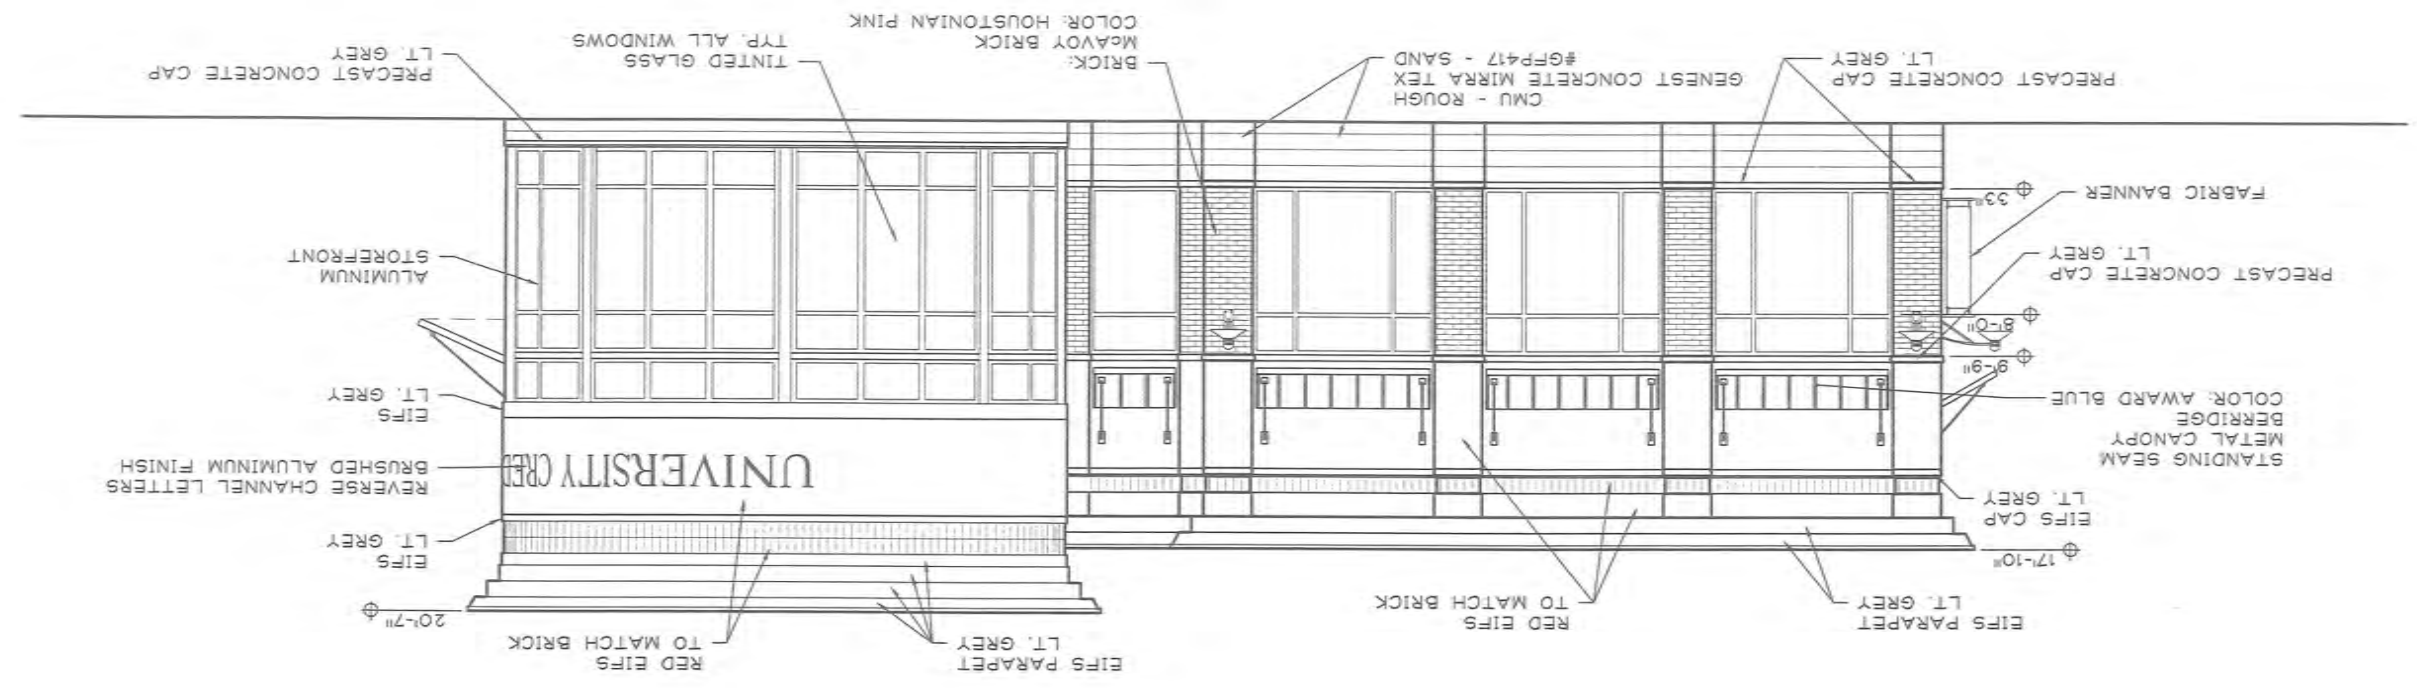 EIFS PARAPET
LT. GREY
RED EIFS
TO MATCH BRICK
EIFS PARAPET
LT. GREY
RED EIFS
TO MATCH BRICK
20'-7"
17'-10"
EIFS CAP
LT. GREY
STANDING SEAM
METAL CANOPY
BERRIDGE
COLOR: AWARD BLUE
9'-9"
8'-0"
PRECAST CONCRETE CAP
LT. GREY
FABRIC BANNER
33"
UNIVERSITY CRED
EIFS
LT. GREY
REVERSE CHANNEL LETTERS
BRUSHED ALUMINUM FINISH
EIFS
LT. GREY
ALUMINUM
STOREFRONT
PRECAST CONCRETE CAP
LT. GREY
CMU - ROUGH
GENEST CONCRETE MIRRA TEX
#GFP417 - SAND
BRICK:
McAVOY BRICK
COLOR: HOUSTONIAN PINK
TINTED GLASS
TYP. ALL WINDOWS
PRECAST CONCRETE CAP
LT. GREY